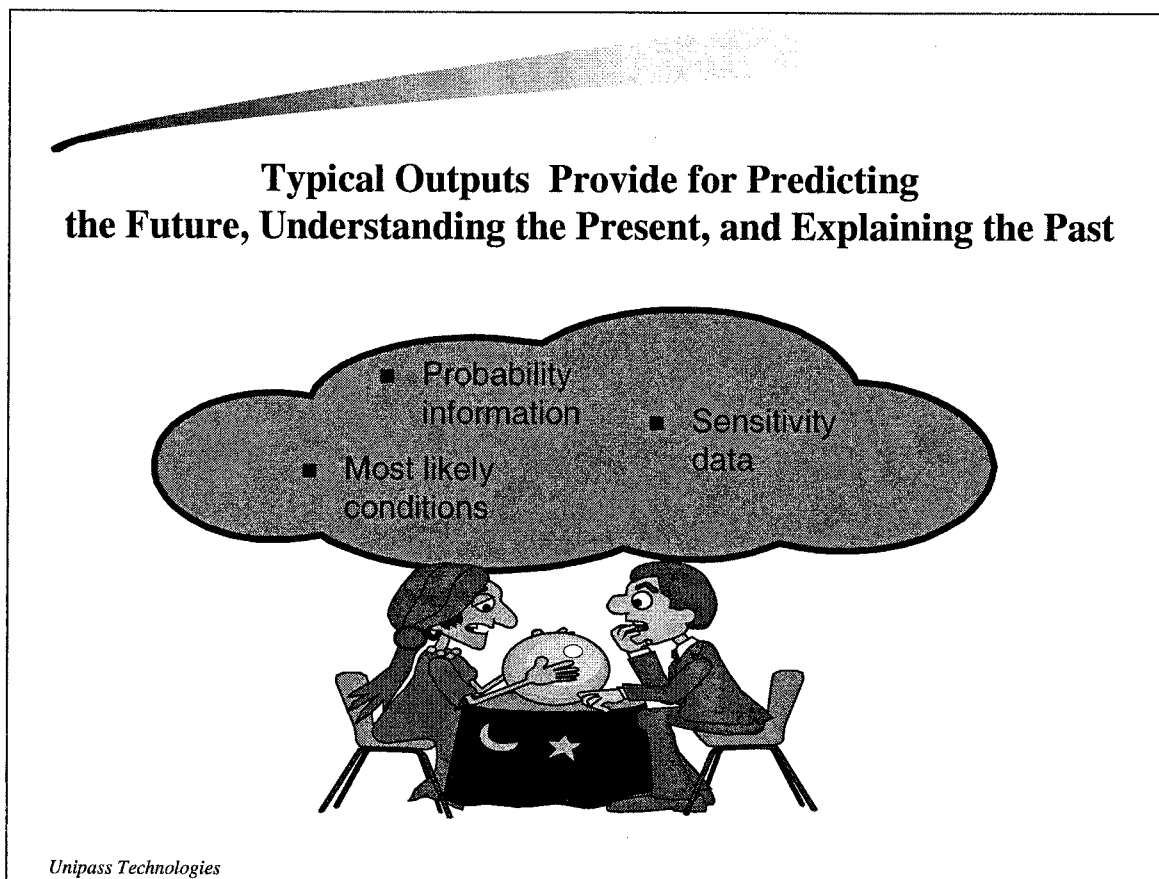 Typical Outputs Provide for Predicting
the Future, Understanding the Present, and Explaining the Past
■ Probability
information
■ Sensitivity
data
■ Most likely
conditions
Unipass Technologies